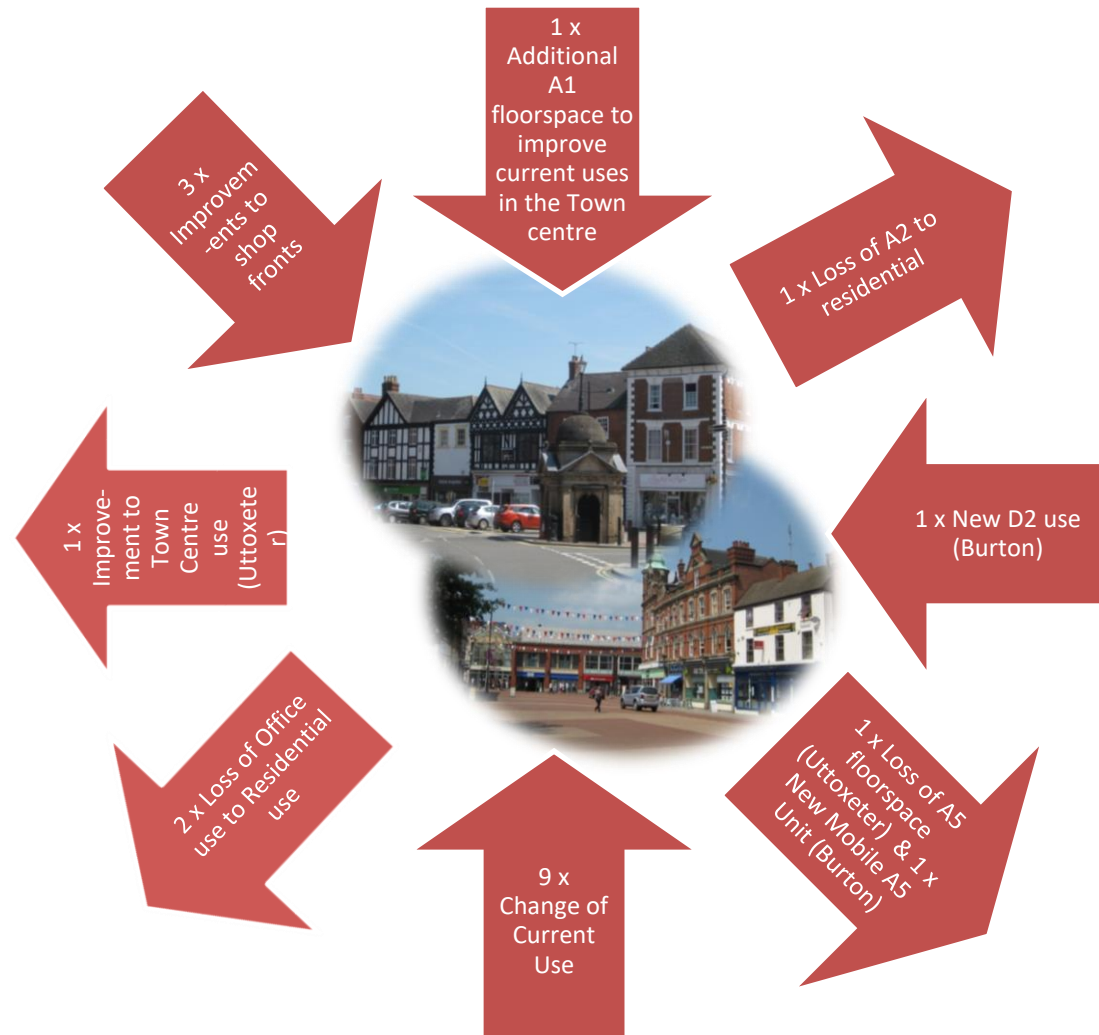 1 x
Additional
A1
floorspace to
improve
current uses
in the Town
centre
1 x Loss of A2 to
residential
1 x New D2 use
(Burton)
1 x Loss of A5
floorspace
(Uttoxeter) & 1 x
New Mobile A5
Unit (Burton)
9 x
Change of
Current
Use
2 x Loss of Office
use to Residential
use
1 x
Improve-
ment to
Town
Centre
use
(Uttoxete
r)
3 x
Improvem
-ents to
shop
fronts